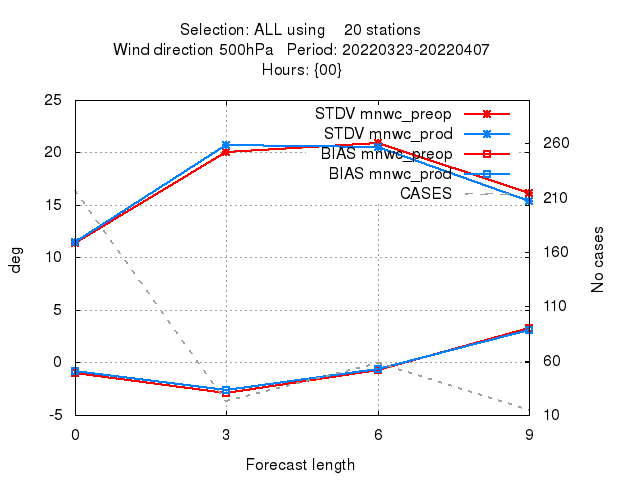 Selection: ALL using    20 stations
Wind direction 500hPa   Period: 20220323-20220407
Hours: {00}
STDV mnwc_preop
STDV mnwc_prod
BIAS mnwc_preop
BIAS mnwc_prod
CASES
25
20
15
10
5
0
-5
deg
260
210
160
110
60
10
No cases
0 3 6 9
Forecast length